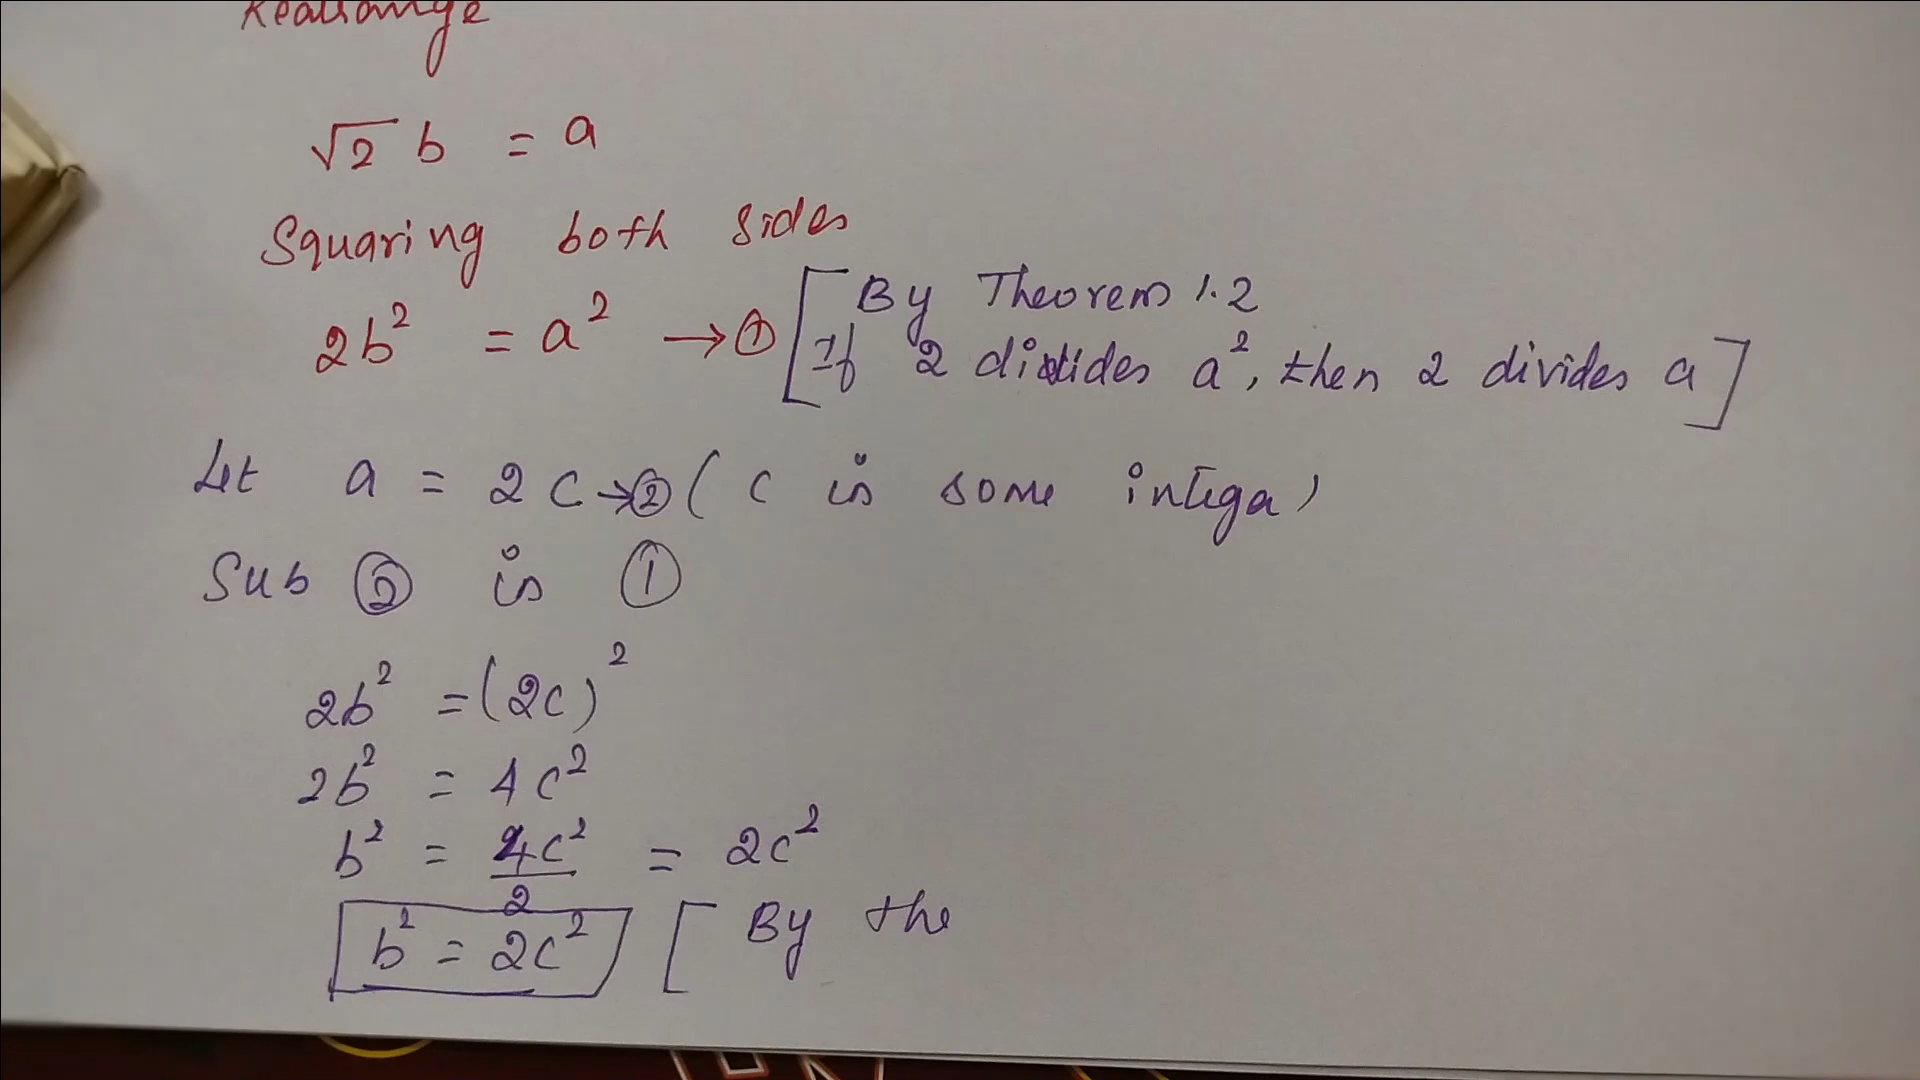 Rearrange
√2 b = a
Squaring both sides
2b² = a² → ① [By Theorem 1.2
If 2 divides a², then 2 divides a]
Let a = 2c → ② (c is some intega)
Sub ② in ①
2b² = (2c)²
2b² = 4c²
b² = 4c²/2 = 2c²
b² = 2c² [By the